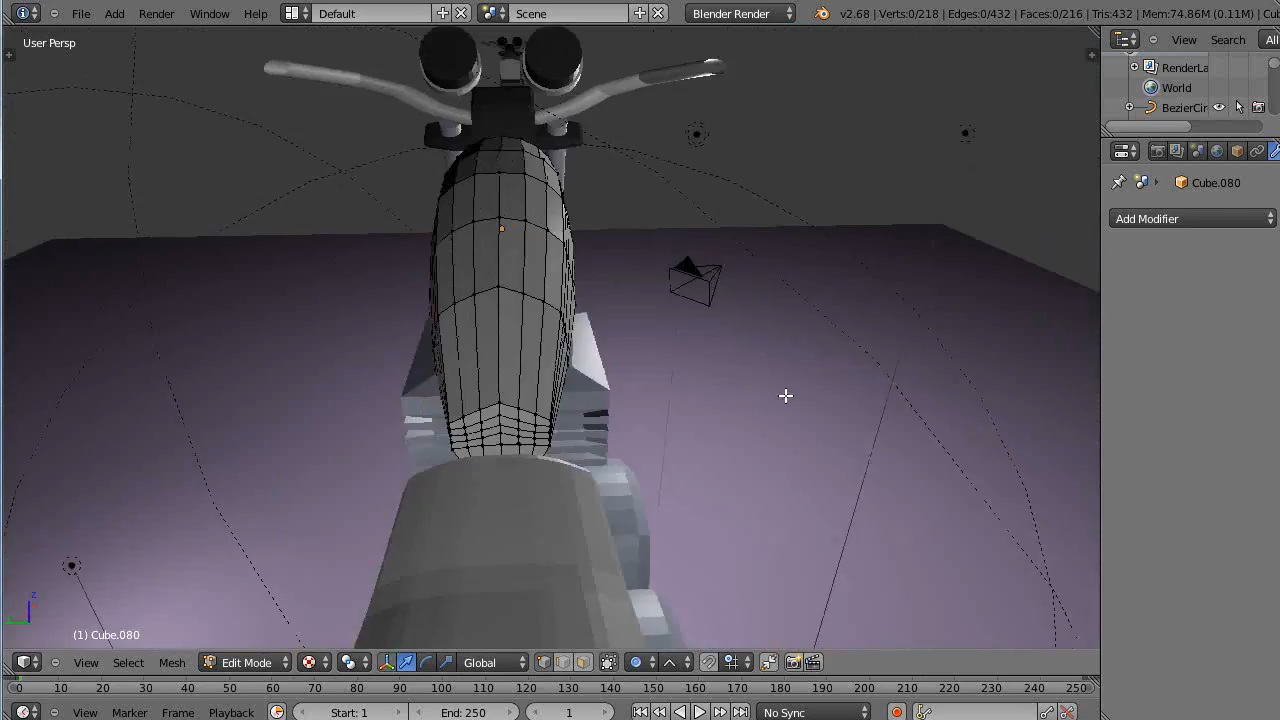 File Add Render Window Help Default Scene Blender Render v2.68 | Verts:0/218 | Edges:0/432 | Faces:0/216 | Tris:432 | Mem:74.86M (0.11M) | Cube
User Persp
View Search All
RenderLa
World
BezierCir
Cube.080
Add Modifier
z
(1) Cube.080
View Select Mesh Edit Mode Global
0 10 20 30 40 50 60 70 80 90 100 110 120 130 140 150 160 170 180 190 200 210 220 230 240 250
View Marker Frame Playback Start: 1 End: 250 1 No Sync